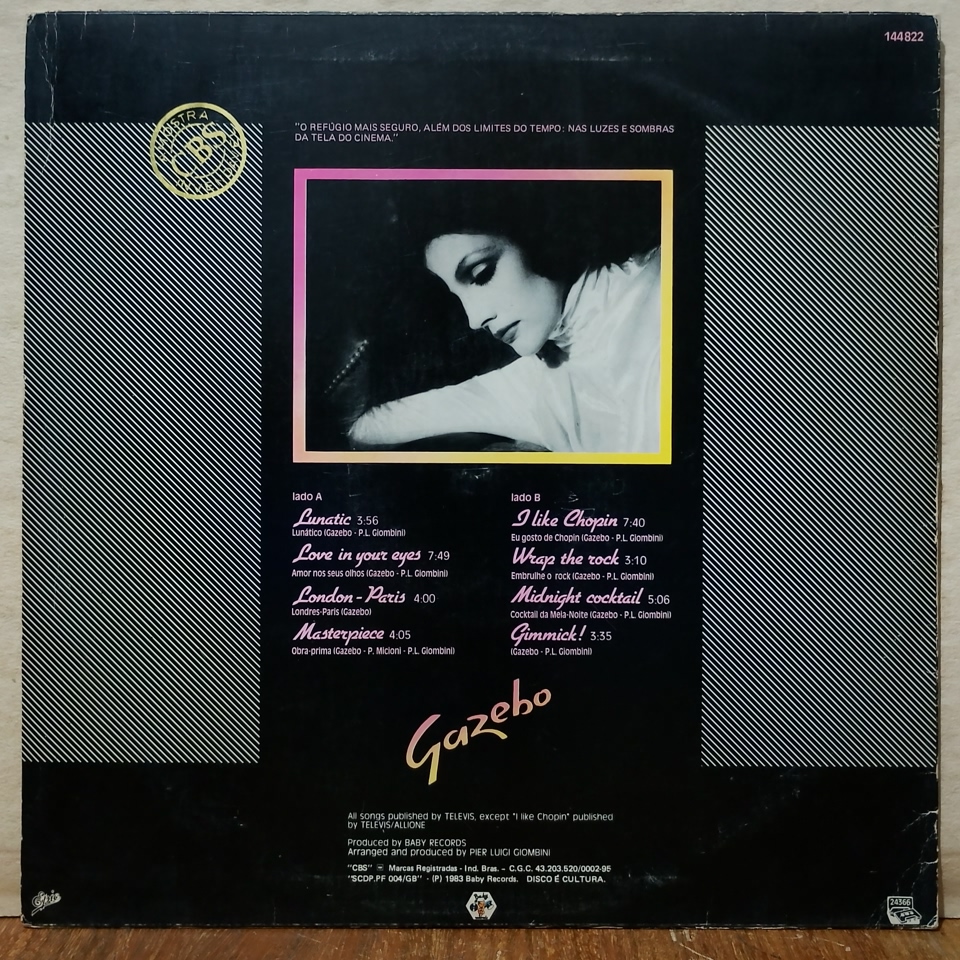 144822
AMOSTRA
CBS
INVENDÁVEL
"O REFÚGIO MAIS SEGURO, ALÉM DOS LIMITES DO TEMPO: NAS LUZES E SOMBRAS
DA TELA DO CINEMA."
lado A
Lunatic 3:56
Lunático (Gazebo - P.L. Giombini)
Love in your eyes 7:49
Amor nos seus olhos (Gazebo - P.L. Giombini)
London - Paris 4:00
Londres-Paris (Gazebo)
Masterpiece 4:05
Obra-prima (Gazebo - P. Micioni - P.L. Giombini)
lado B
I like Chopin 7:40
Eu gosto de Chopin (Gazebo - P.L. Giombini)
Wrap the rock 3:10
Embrulhe o rock (Gazebo - P.L. Giombini)
Midnight cocktail 5:06
Cocktail da Meia-Noite (Gazebo - P.L. Giombini)
Gimmick! 3:35
(Gazebo - P.L. Giombini)
Gazebo
All songs published by TELEVIS, except "I like Chopin" published
by TELEVIS/ALLIONE
Produced by BABY RECORDS
Arranged and produced by PIER LUIGI GIOMBINI
"CBS" Marcas Registradas - Ind. Bras. - C.G.C. 43.203.520/0002-95
"SCDP.PF 004/GB" - (P) 1983 Baby Records. DISCO É CULTURA.
Epic
24366